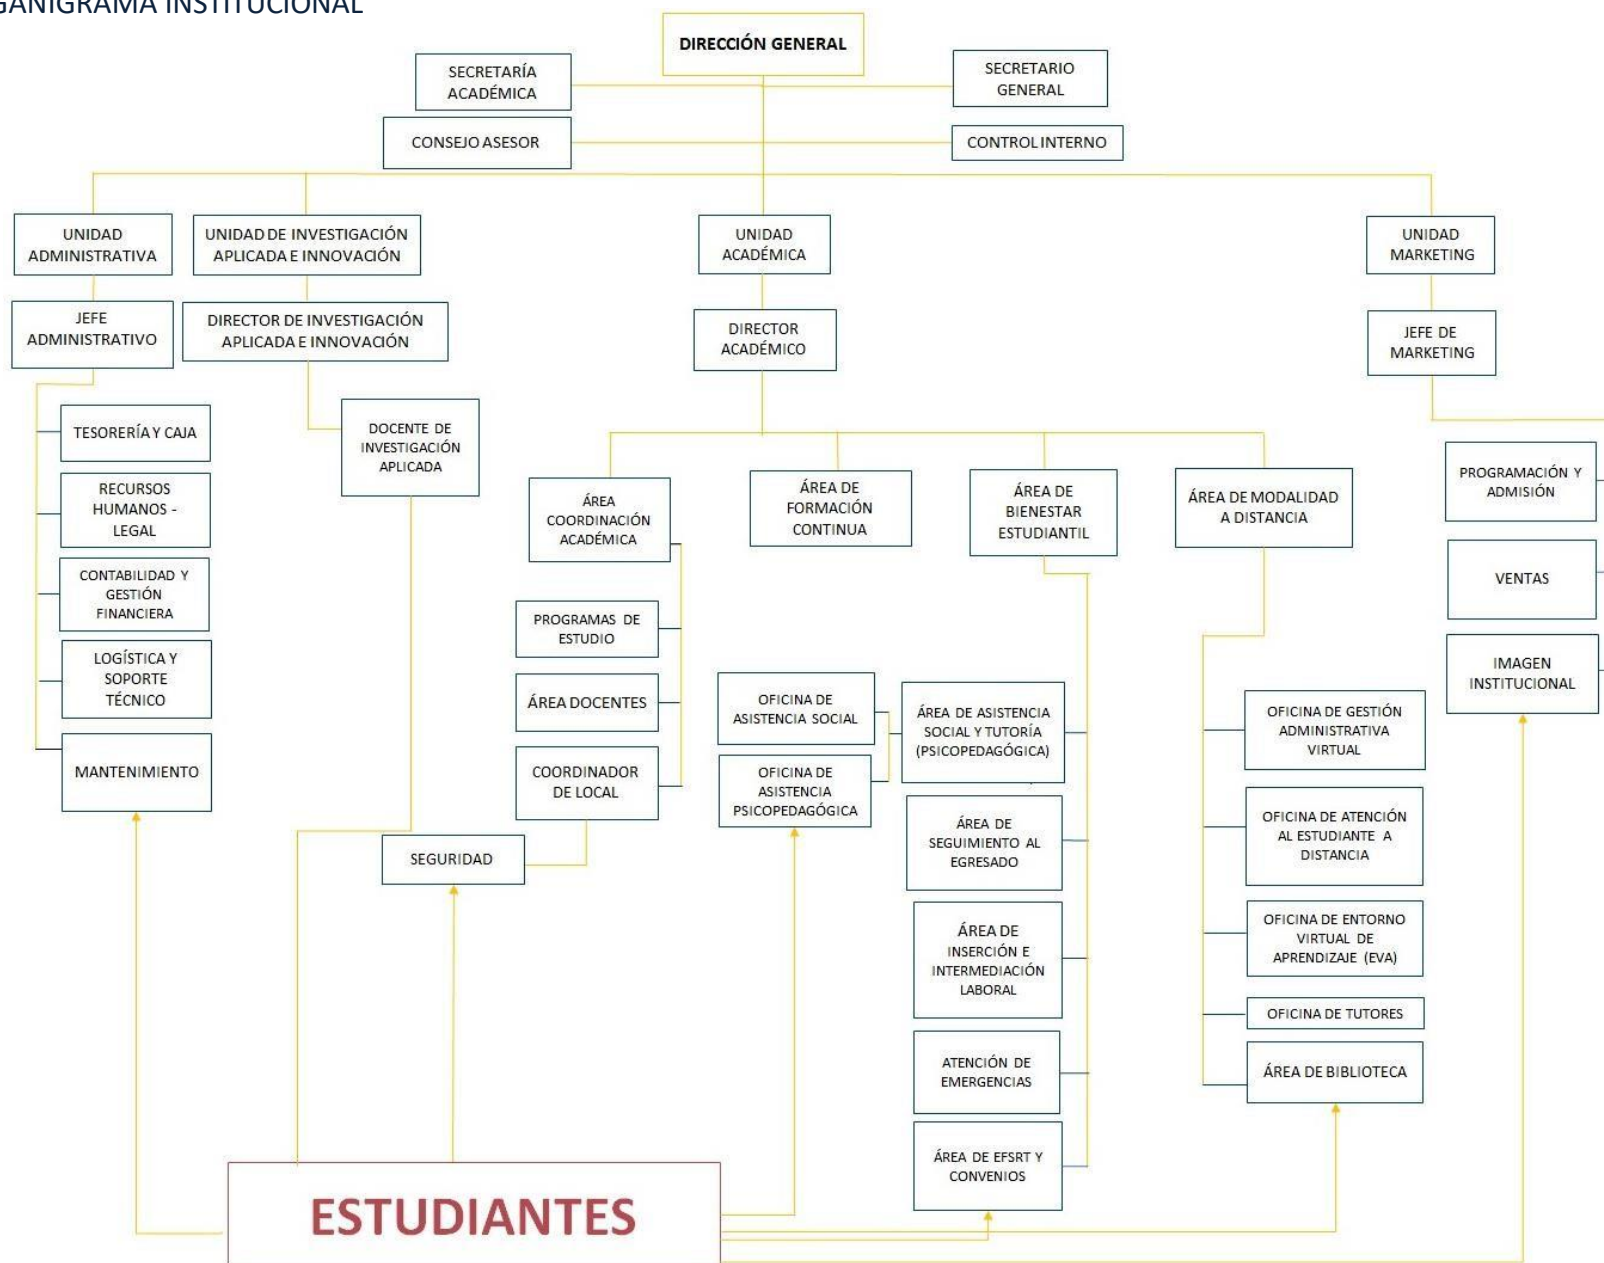 GANIGRAMA INSTITUCIONAL
DIRECCIÓN GENERAL
SECRETARÍA
ACADÉMICA
SECRETARIO
GENERAL
CONSEJO ASESOR
CONTROL INTERNO
UNIDAD
ADMINISTRATIVA
UNIDAD DE INVESTIGACIÓN
APLICADA E INNOVACIÓN
UNIDAD
ACADÉMICA
UNIDAD
MARKETING
JEFE
ADMINISTRATIVO
DIRECTOR DE INVESTIGACIÓN
APLICADA E INNOVACIÓN
DIRECTOR
ACADÉMICO
JEFE DE
MARKETING
TESORERÍA Y CAJA
RECURSOS
HUMANOS -
LEGAL
CONTABILIDAD Y
GESTIÓN
FINANCIERA
LOGÍSTICA Y
SOPORTE
TÉCNICO
MANTENIMIENTO
DOCENTE DE
INVESTIGACIÓN
APLICADA
ÁREA
COORDINACIÓN
ACADÉMICA
ÁREA DE
FORMACIÓN
CONTINUA
ÁREA DE
BIENESTAR
ESTUDIANTIL
ÁREA DE MODALIDAD
A DISTANCIA
PROGRAMACIÓN Y
ADMISIÓN
VENTAS
IMAGEN
INSTITUCIONAL
PROGRAMAS DE
ESTUDIO
ÁREA DOCENTES
COORDINADOR
DE LOCAL
SEGURIDAD
OFICINA DE
ASISTENCIA SOCIAL
OFICINA DE
ASISTENCIA
PSICOPEDAGÓGICA
ÁREA DE ASISTENCIA
SOCIAL Y TUTORÍA
(PSICOPEDAGÓGICA)
ÁREA DE
SEGUIMIENTO AL
EGRESADO
ÁREA DE
INSERCIÓN E
INTERMEDIACIÓN
LABORAL
ATENCIÓN DE
EMERGENCIAS
ÁREA DE EFSRT Y
CONVENIOS
OFICINA DE GESTIÓN
ADMINISTRATIVA
VIRTUAL
OFICINA DE ATENCIÓN
AL ESTUDIANTE A
DISTANCIA
OFICINA DE ENTORNO
VIRTUAL DE
APRENDIZAJE (EVA)
OFICINA DE TUTORES
ÁREA DE BIBLIOTECA
ESTUDIANTES